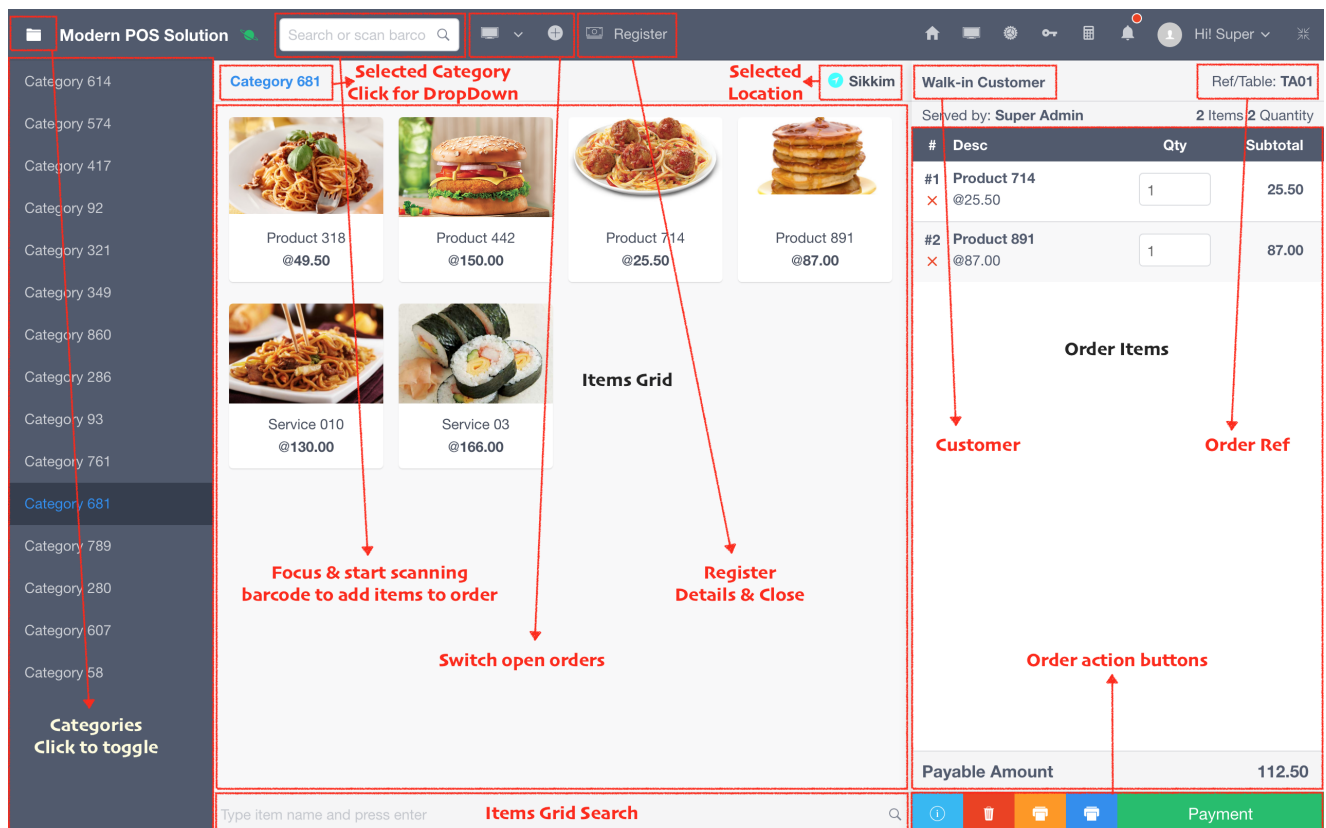 Modern POS Solution
Search or scan barco
Register
Hi! Super
Category 614
Category 574
Category 417
Category 92
Category 321
Category 349
Category 860
Category 286
Category 93
Category 761
Category 681
Category 789
Category 280
Category 607
Category 58
Categories
Click to toggle
Category 681
Selected Category
Click for DropDown
Selected
Location
Sikkim
Product 318
@49.50
Product 442
@150.00
Product 714
@25.50
Product 891
@87.00
Service 010
@130.00
Service 03
@166.00
Items Grid
Focus & start scanning
barcode to add items to order
Register
Details & Close
Switch open orders
Type item name and press enter
Items Grid Search
Walk-in Customer
Ref/Table: TA01
Served by: Super Admin
2 Items 2 Quantity
# Desc Qty Subtotal
#1 Product 714 1 25.50
@25.50
#2 Product 891 1 87.00
@87.00
Order Items
Customer
Order Ref
Order action buttons
Payable Amount 112.50
Payment